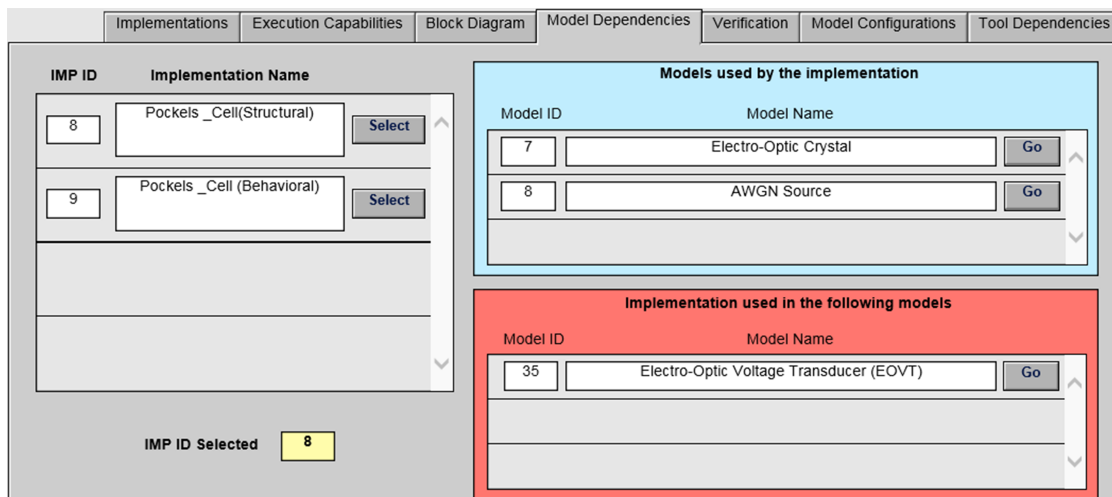 Implementations Execution Capabilities Block Diagram Model Dependencies Verification Model Configurations Tool Dependencies
IMP ID Implementation Name
8 Pockels _Cell(Structural) Select
9 Pockels _Cell (Behavioral) Select
IMP ID Selected 8
Models used by the implementation
Model ID Model Name
7 Electro-Optic Crystal Go
8 AWGN Source Go
Implementation used in the following models
Model ID Model Name
35 Electro-Optic Voltage Transducer (EOVT) Go